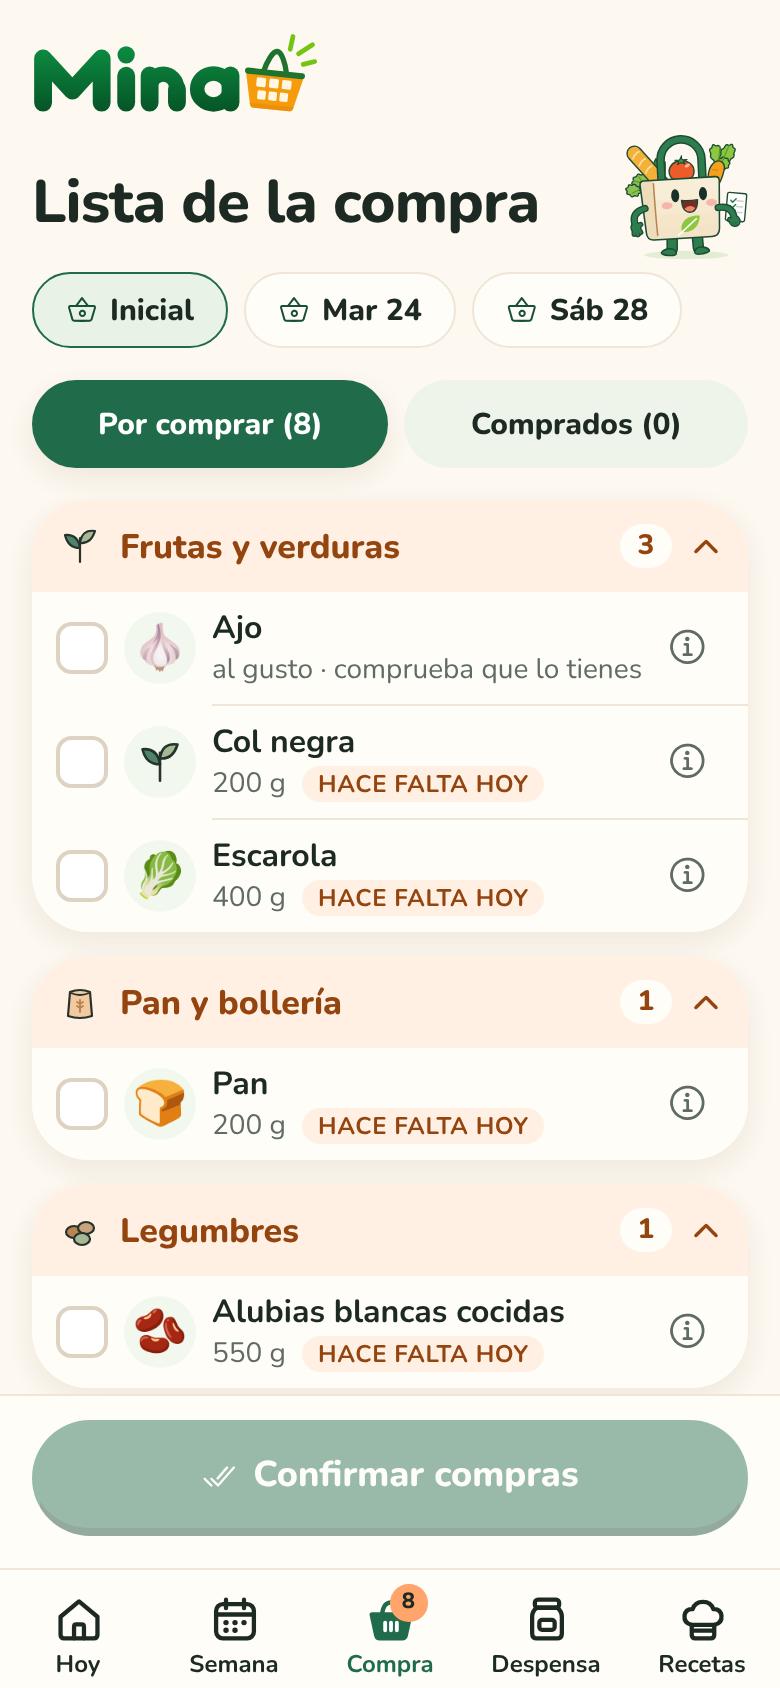 Mina
Lista de la compra
Inicial
Mar 24
Sáb 28
Por comprar (8)
Comprados (0)
Frutas y verduras
3
Ajo
al gusto · comprueba que lo tienes
Col negra
200 g HACE FALTA HOY
Escarola
400 g HACE FALTA HOY
Pan y bollería
1
Pan
200 g HACE FALTA HOY
Legumbres
1
Alubias blancas cocidas
550 g HACE FALTA HOY
Confirmar compras
8
Hoy
Semana
Compra
Despensa
Recetas